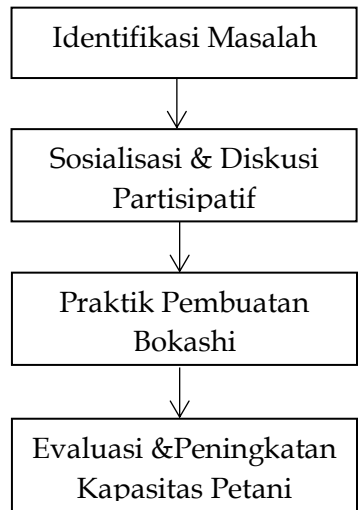 Identifikasi Masalah
Sosialisasi & Diskusi
Partisipatif
Praktik Pembuatan
Bokashi
Evaluasi &Peningkatan
Kapasitas Petani